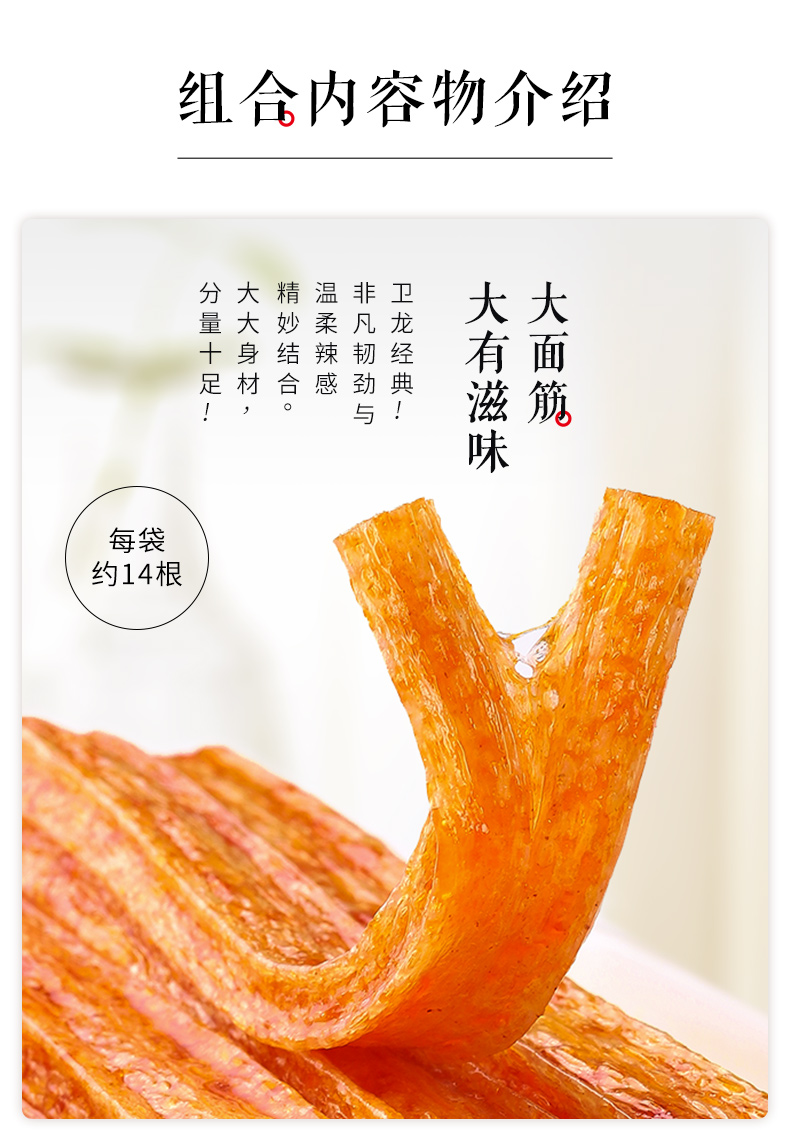 组合内容物介绍
大面筋
大有滋味
卫龙经典！
非凡韧劲与
温柔辣感
精妙结合。
大大身材，
分量十足！
每袋
约14根